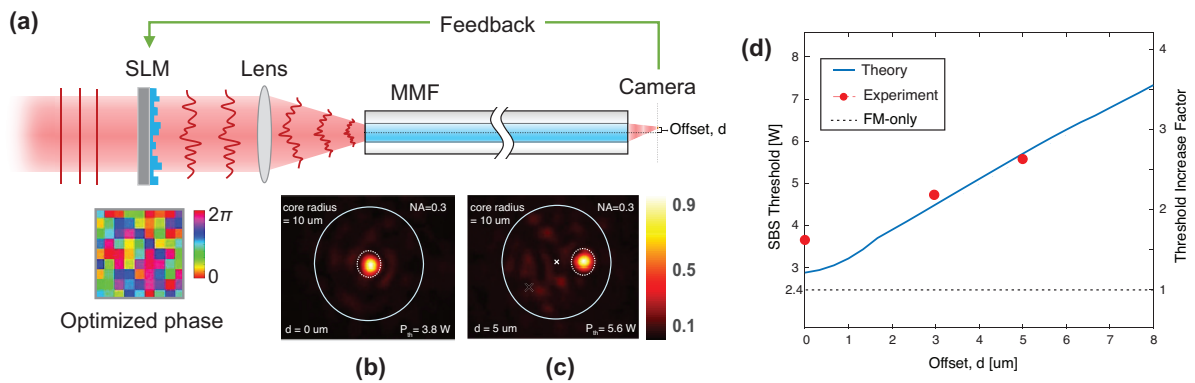 (a)
Feedback
SLM
Lens
MMF
Camera
Offset, d
2π
0
Optimized phase
core radius
= 10 um
NA=0.3
d = 0 um
Pth= 3.8 W
(b)
core radius
= 10 um
NA=0.3
d = 5 um
Pth= 5.6 W
(c)
0.9
0.5
0.1
(d)
SBS Threshold [W]
8
7
6
5
4
3
2.4
Theory
Experiment
FM-only
4
3
2
1
Threshold Increase Factor
0 1 2 3 4 5 6 7 8
Offset, d [um]